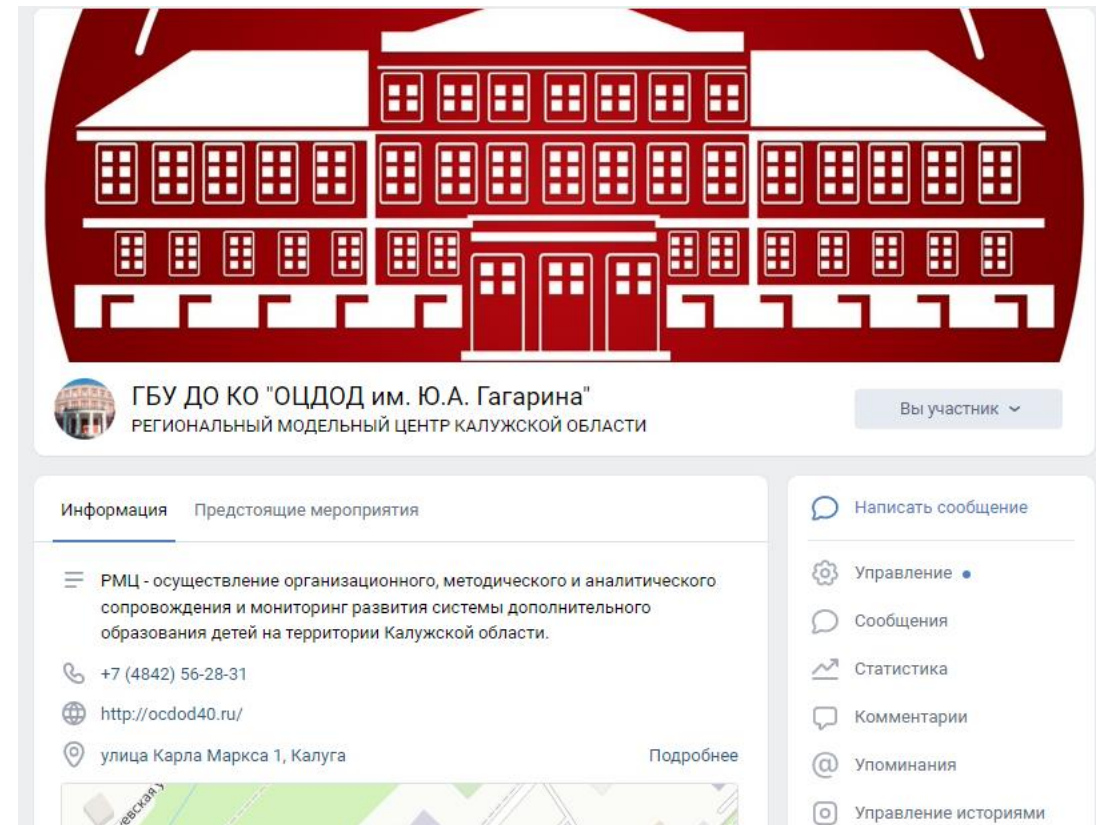 ГБУ ДО КО "ОЦДОД им. Ю.А. Гагарина"
РЕГИОНАЛЬНЫЙ МОДЕЛЬНЫЙ ЦЕНТР КАЛУЖСКОЙ ОБЛАСТИ
Вы участник
Информация Предстоящие мероприятия
РМЦ - осуществление организационного, методического и аналитического
сопровождения и мониторинг развития системы дополнительного
образования детей на территории Калужской области.
+7 (4842) 56-28-31
http://ocdod40.ru/
улица Карла Маркса 1, Калуга Подробнее
Написать сообщение
Управление
Сообщения
Статистика
Комментарии
Упоминания
Управление историями